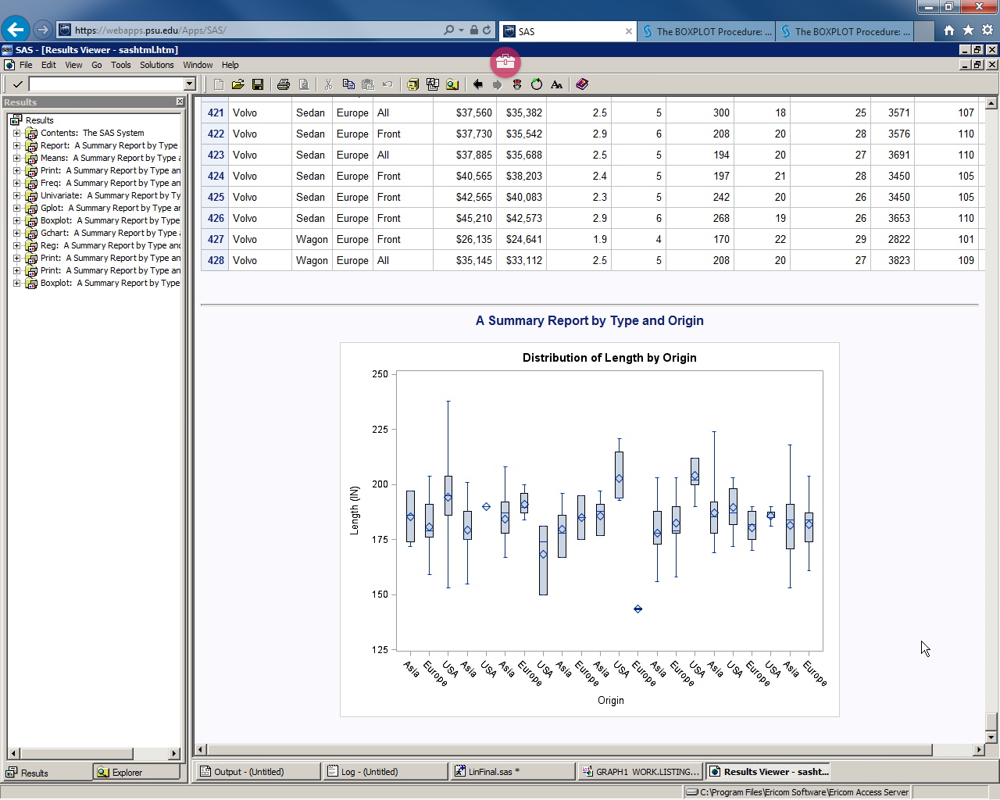 https://webapps.psu.edu/Apps/SAS/
SAS
The BOXPLOT Procedure: ...
The BOXPLOT Procedure: ...
SAS - [Results Viewer - sashtml.htm]
File Edit View Go Tools Solutions Window Help
Results
Results
Contents: The SAS System
Report: A Summary Report by Type
Means: A Summary Report by Type a
Print: A Summary Report by Type an
Freq: A Summary Report by Type an
Univariate: A Summary Report by Ty
Gplot: A Summary Report by Type ar
Boxplot: A Summary Report by Type
Gchart: A Summary Report by Type a
Reg: A Summary Report by Type and
Print: A Summary Report by Type an
Print: A Summary Report by Type an
Boxplot: A Summary Report by Type
421 Volvo Sedan Europe All $37,560 $35,382 2.5 5 300 18 25 3571 107
422 Volvo Sedan Europe Front $37,730 $35,542 2.9 6 208 20 28 3576 110
423 Volvo Sedan Europe All $37,885 $35,688 2.5 5 194 20 27 3691 110
424 Volvo Sedan Europe Front $40,565 $38,203 2.4 5 197 21 28 3450 105
425 Volvo Sedan Europe Front $42,565 $40,083 2.3 5 242 20 26 3450 105
426 Volvo Sedan Europe Front $45,210 $42,573 2.9 6 268 19 26 3653 110
427 Volvo Wagon Europe Front $26,135 $24,641 1.9 4 170 22 29 2822 101
428 Volvo Wagon Europe All $35,145 $33,112 2.5 5 208 20 27 3823 109
A Summary Report by Type and Origin
Distribution of Length by Origin
250
225
200
175
150
125
Length (IN)
Asia Europe USA Asia USA Asia Europe USA Asia Europe Asia USA Europe Asia Europe USA Asia USA Europe USA Asia Europe
Origin
Results
Explorer
Output - (Untitled)
Log - (Untitled)
LinFinal.sas *
GRAPH1 WORK.LISTING...
Results Viewer - sasht...
C:\Program Files\Ericom Software\Ericom Access Server